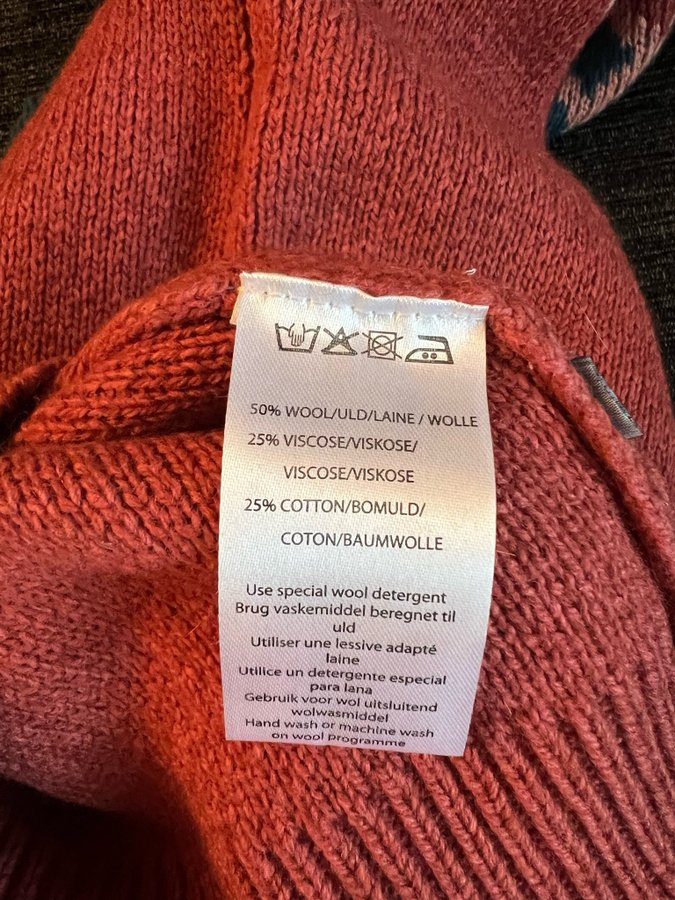 50% WOOL/ULD/LAINE / WOLLE
25% VISCOSE/VISKOSE/
VISCOSE/VISKOSE
25% COTTON/BOMULD/
COTON/BAUMWOLLE
Use special wool detergent
Brug vaskemiddel beregnet til
uld
Utiliser une lessive adapté
laine
Utilice un detergente especial
para lana
Gebruik voor wol uitsluitend
wolwasmiddel
Hand wash or machine wash
on wool programme